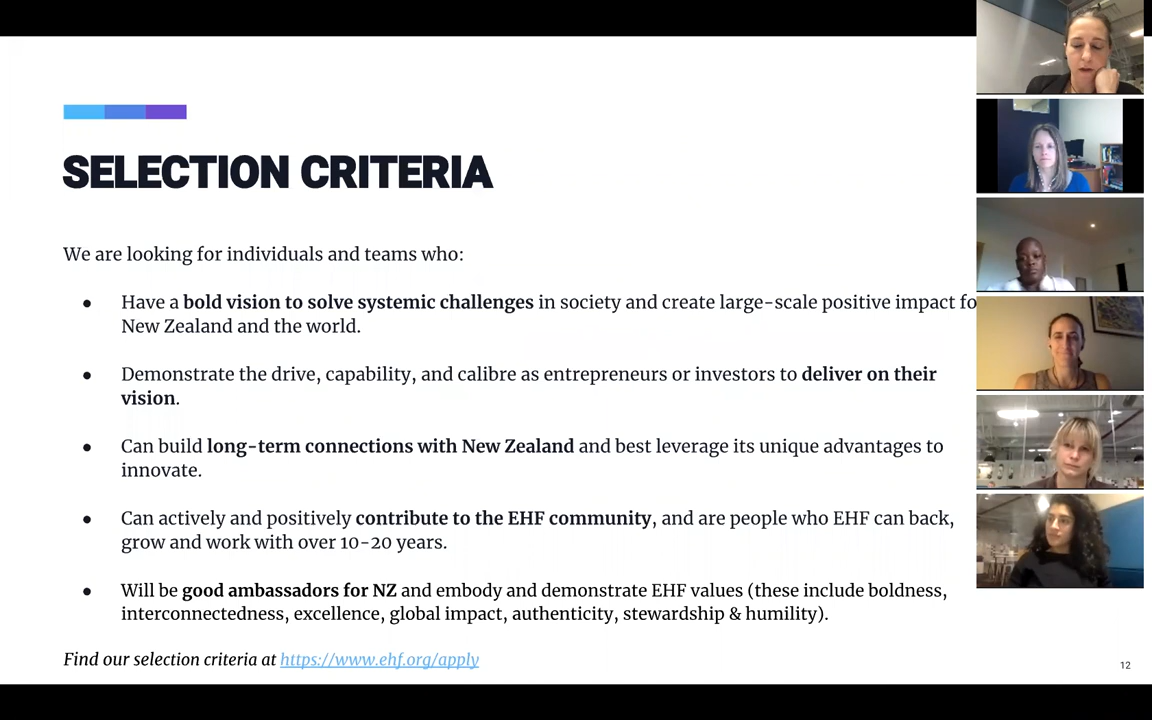 SELECTION CRITERIA
We are looking for individuals and teams who:
● Have a bold vision to solve systemic challenges in society and create large-scale positive impact fo
New Zealand and the world.
● Demonstrate the drive, capability, and calibre as entrepreneurs or investors to deliver on their
vision.
● Can build long-term connections with New Zealand and best leverage its unique advantages to
innovate.
● Can actively and positively contribute to the EHF community, and are people who EHF can back,
grow and work with over 10-20 years.
● Will be good ambassadors for NZ and embody and demonstrate EHF values (these include boldness,
interconnectedness, excellence, global impact, authenticity, stewardship & humility).
Find our selection criteria at https://www.ehf.org/apply
12